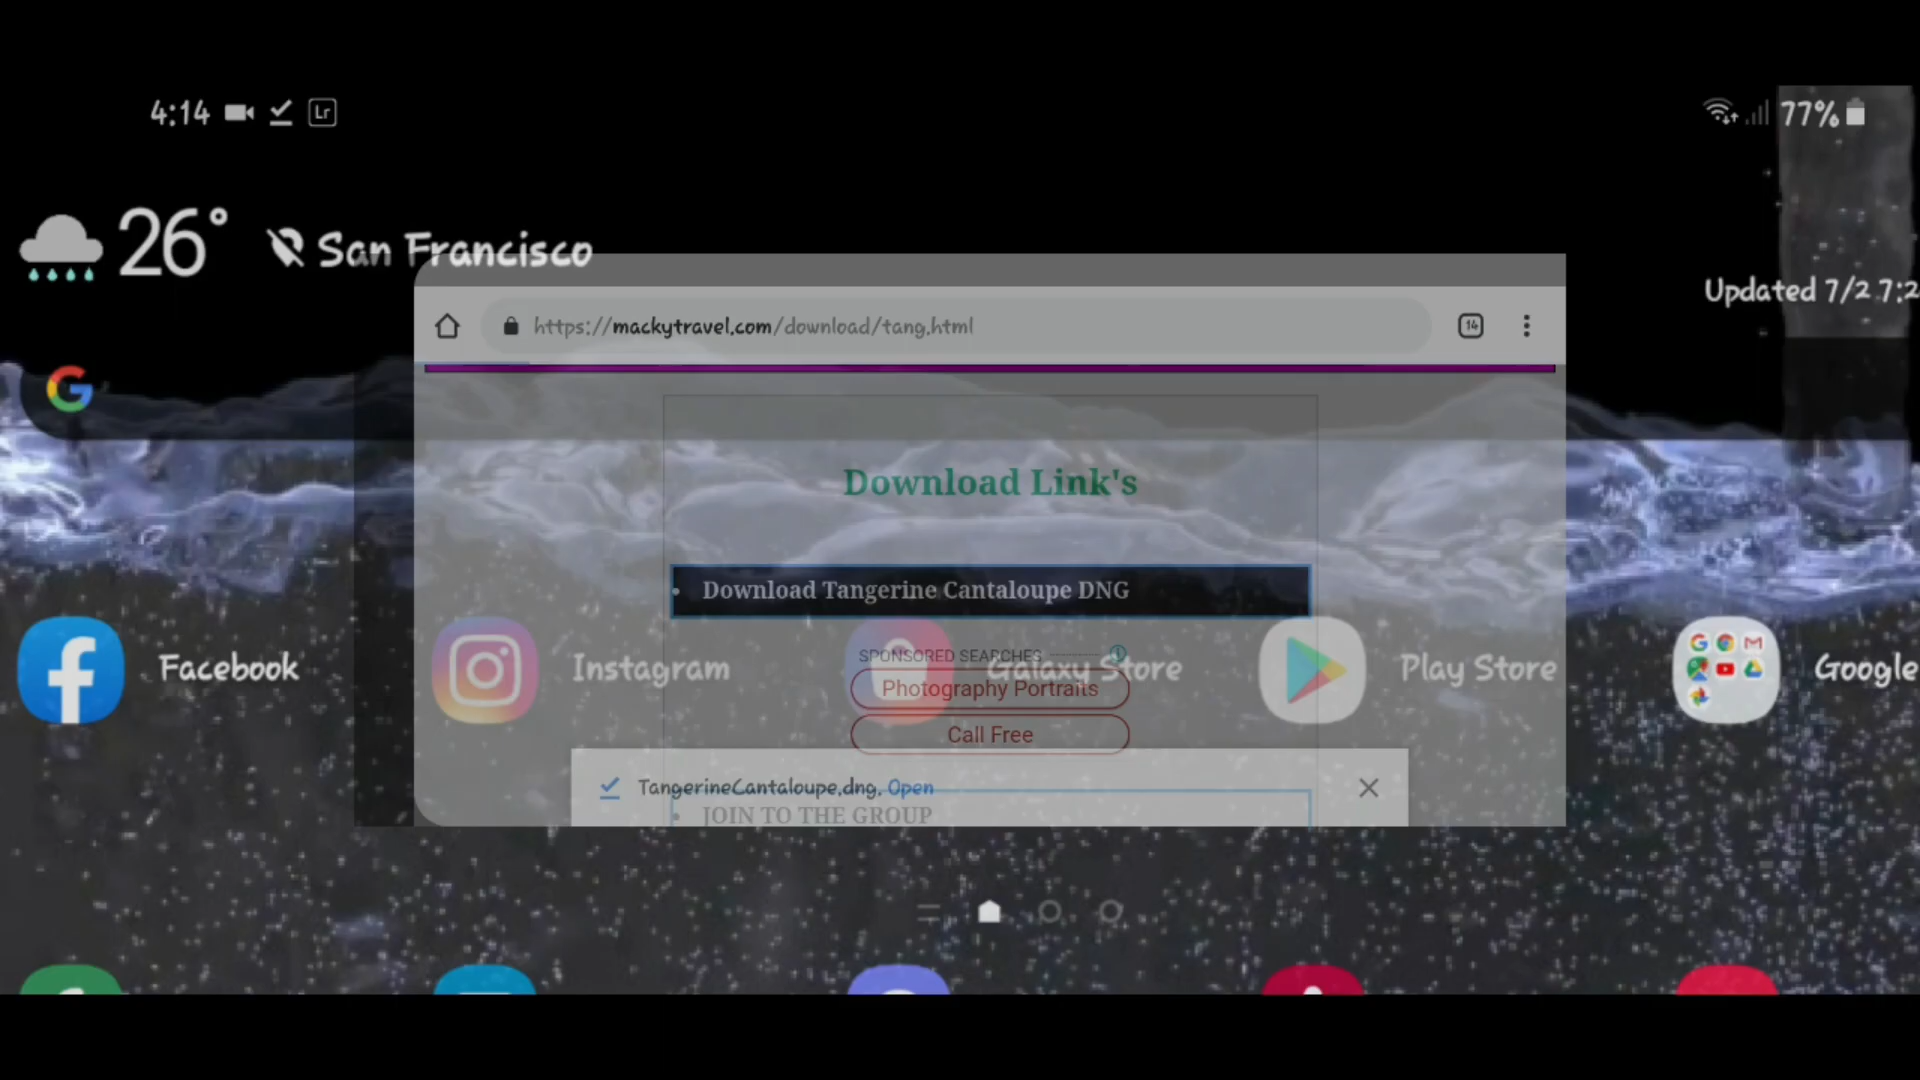 4:14 Lr 77%
26° San Francisco
Updated 7/2 7:2
https://mackytravel.com/download/tang.html 14
Download Link's
Download Tangerine Cantaloupe DNG
SPONSORED SEARCHES
Photography Portraits
Call Free
Facebook Instagram Galaxy Store Play Store Google
TangerineCantaloupe.dng. Open
JOIN TO THE GROUP